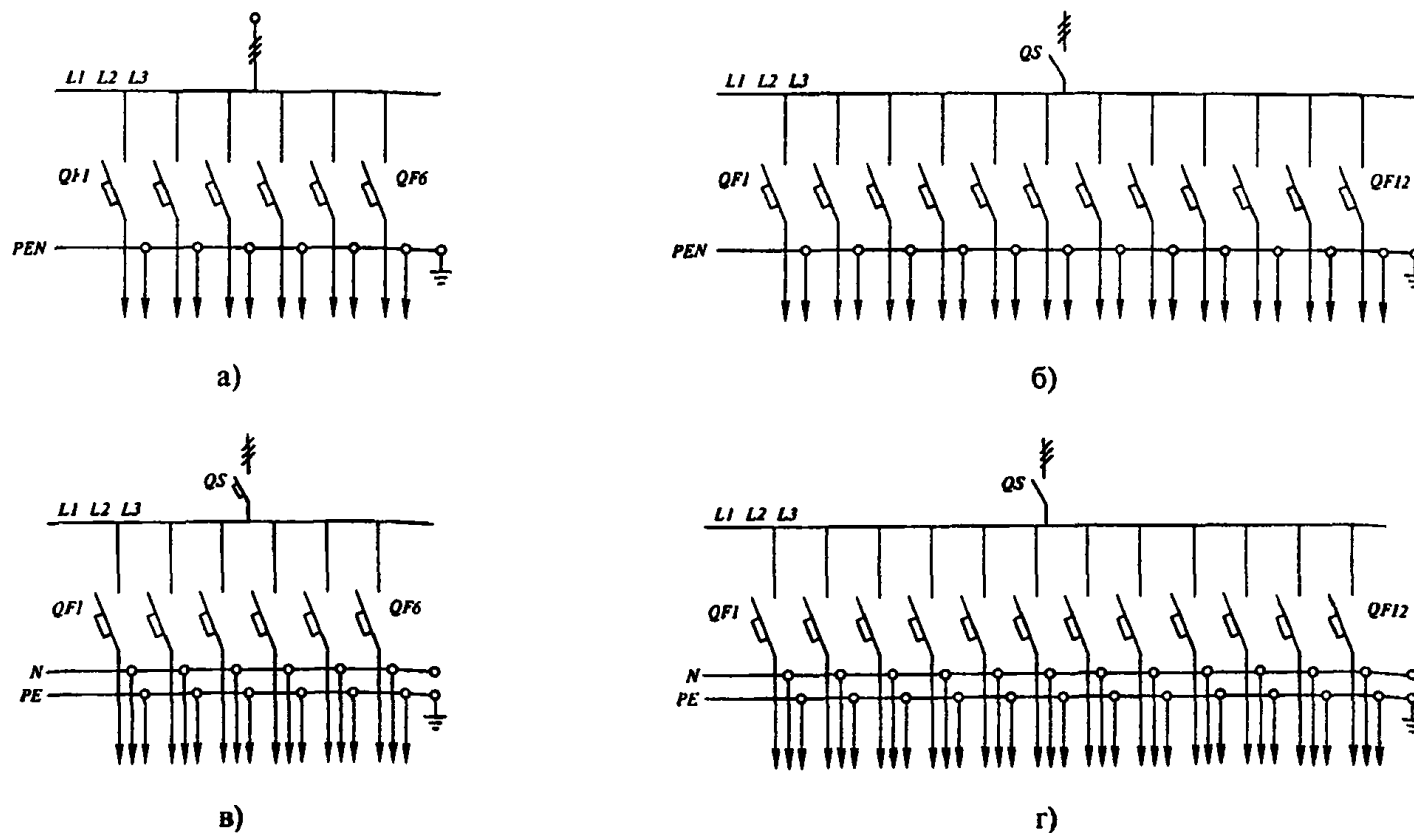 L1 L2 L3
QF1
QF6
PEN
а)
QS
L1 L2 L3
QF1
QF12
PEN
б)
QS
L1 L2 L3
QF1
QF6
N
PE
в)
QS
L1 L2 L3
QF1
QF12
N
PE
г)